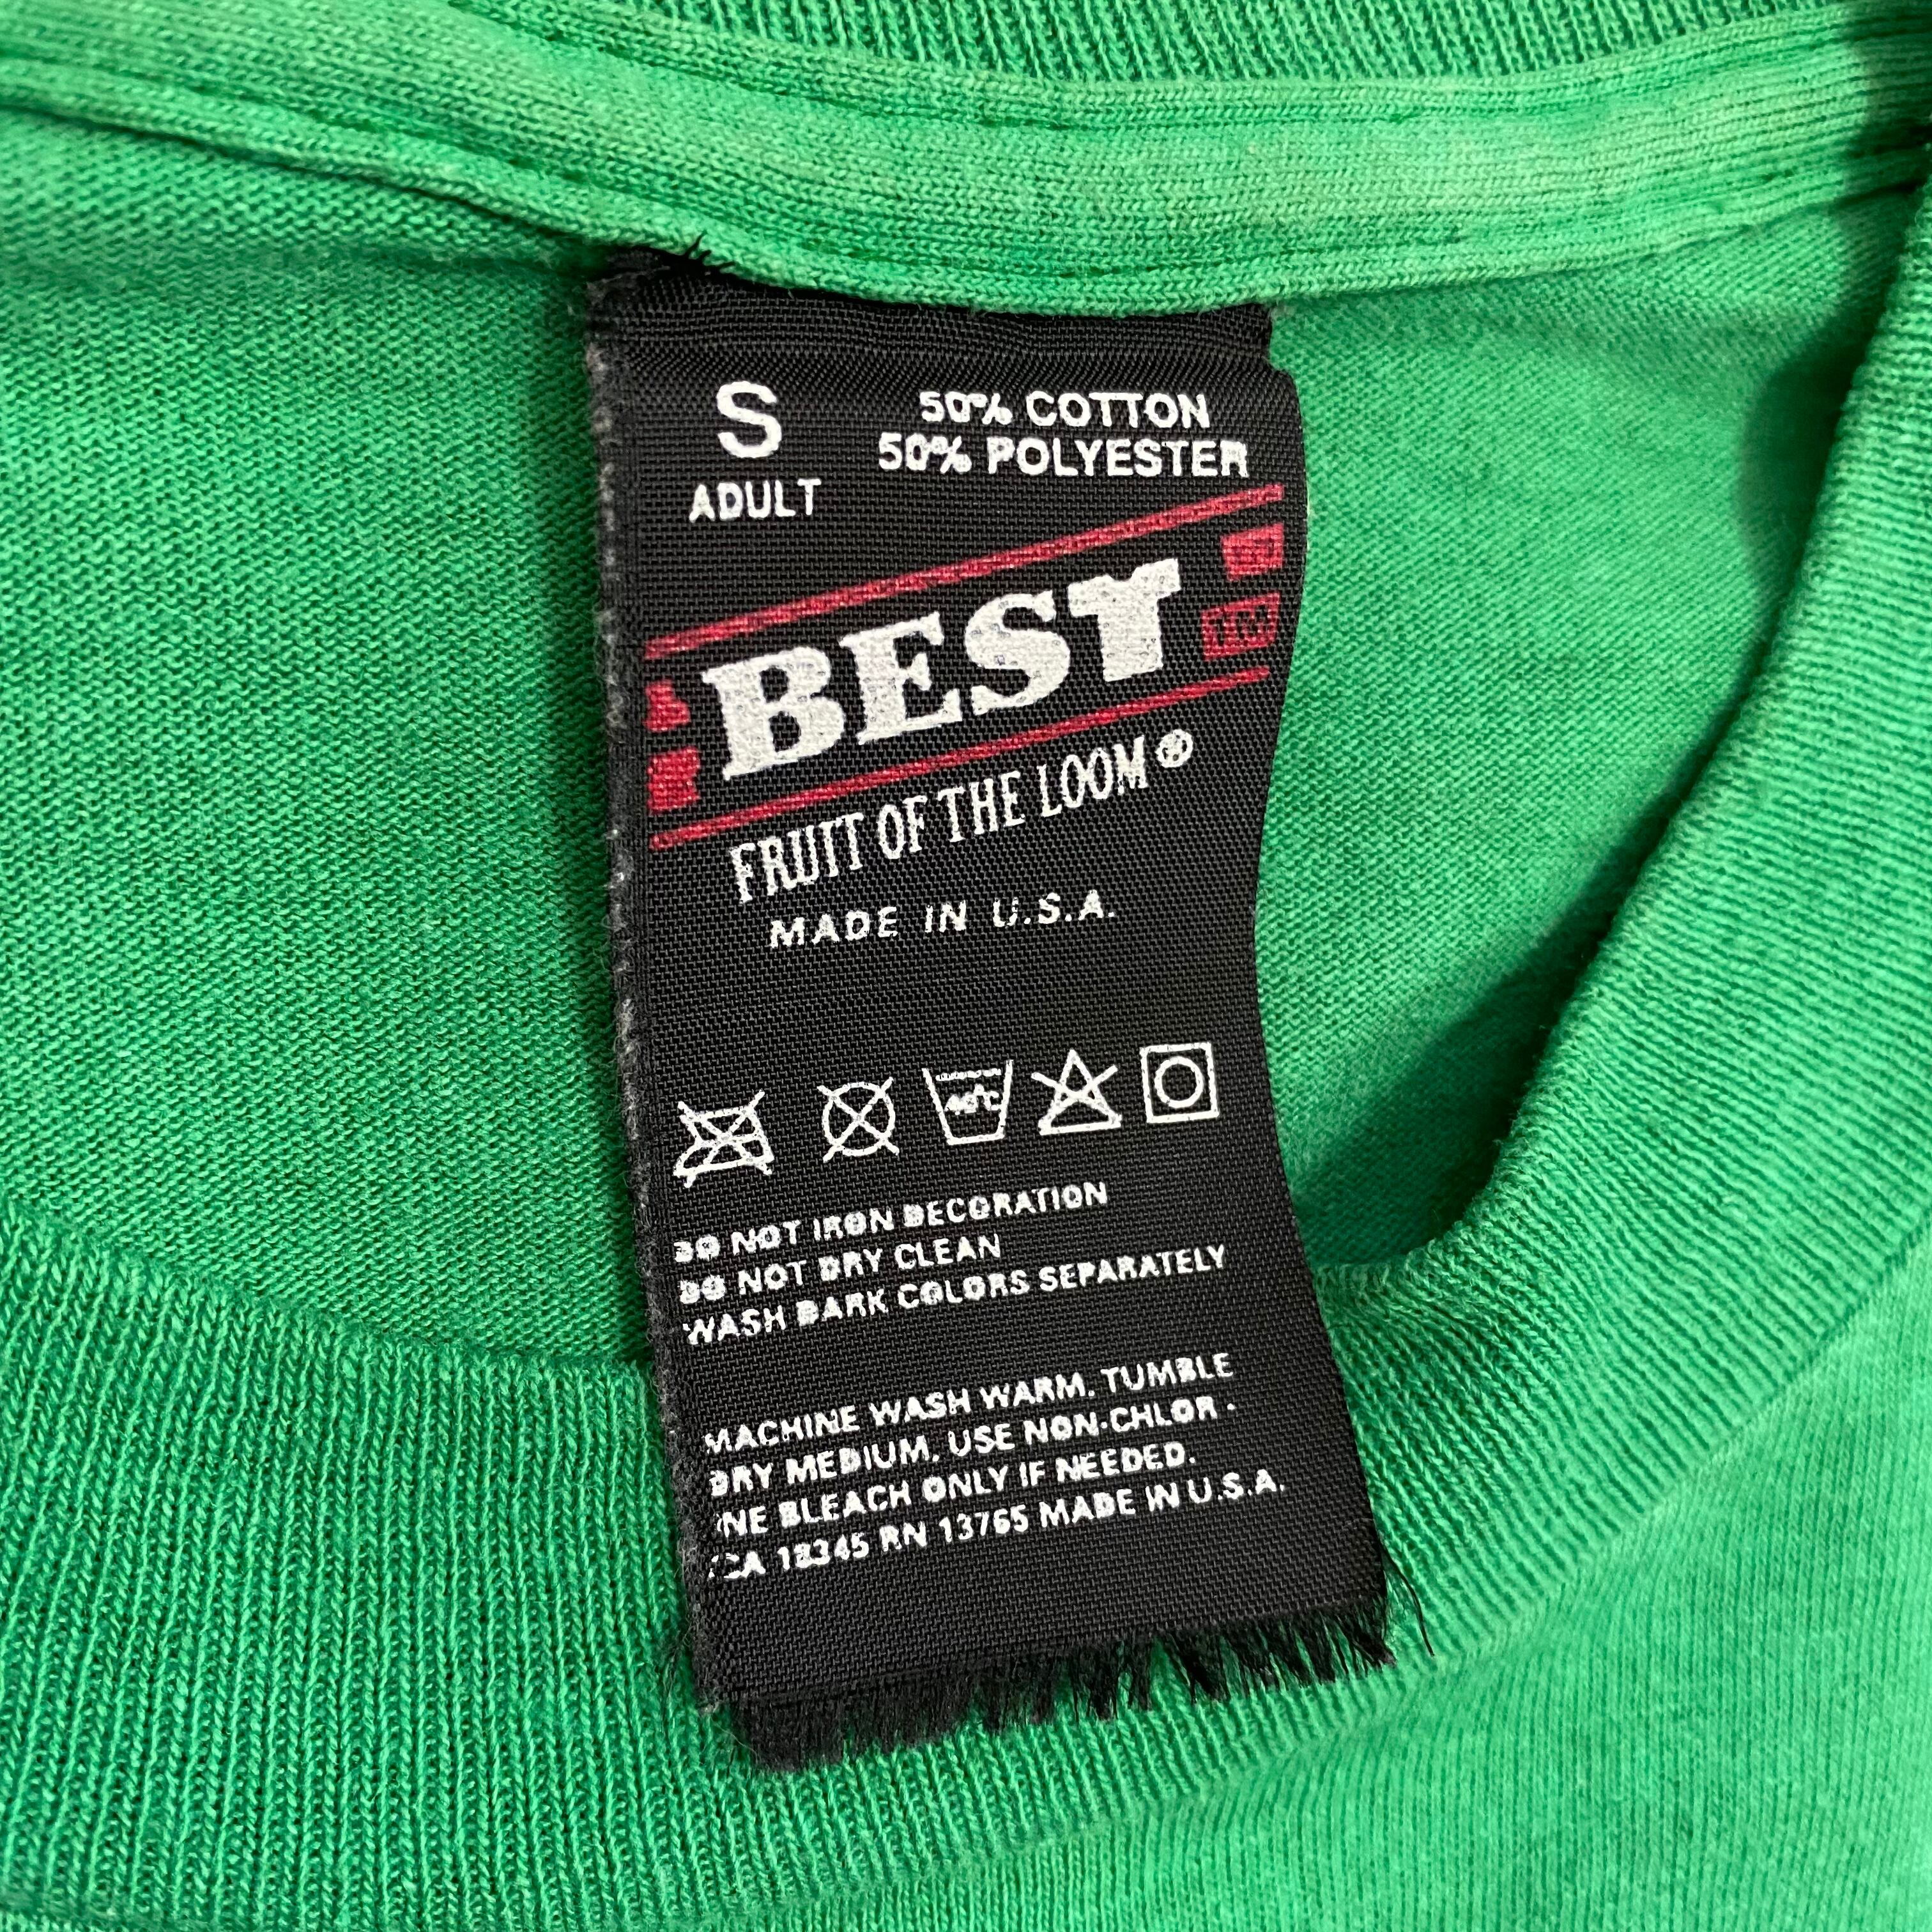 S
ADULT
50% COTTON
50% POLYESTER
BEST
TM
FRUIT OF THE LOOM®
MADE IN U.S.A.
40°C
DO NOT IRON DECORATION
DO NOT DRY CLEAN
WASH DARK COLORS SEPARATELY
MACHINE WASH WARM. TUMBLE
DRY MEDIUM, USE NON-CHLOR -
INE BLEACH ONLY IF NEEDED.
CA 18345 RN 13765 MADE IN U.S.A.